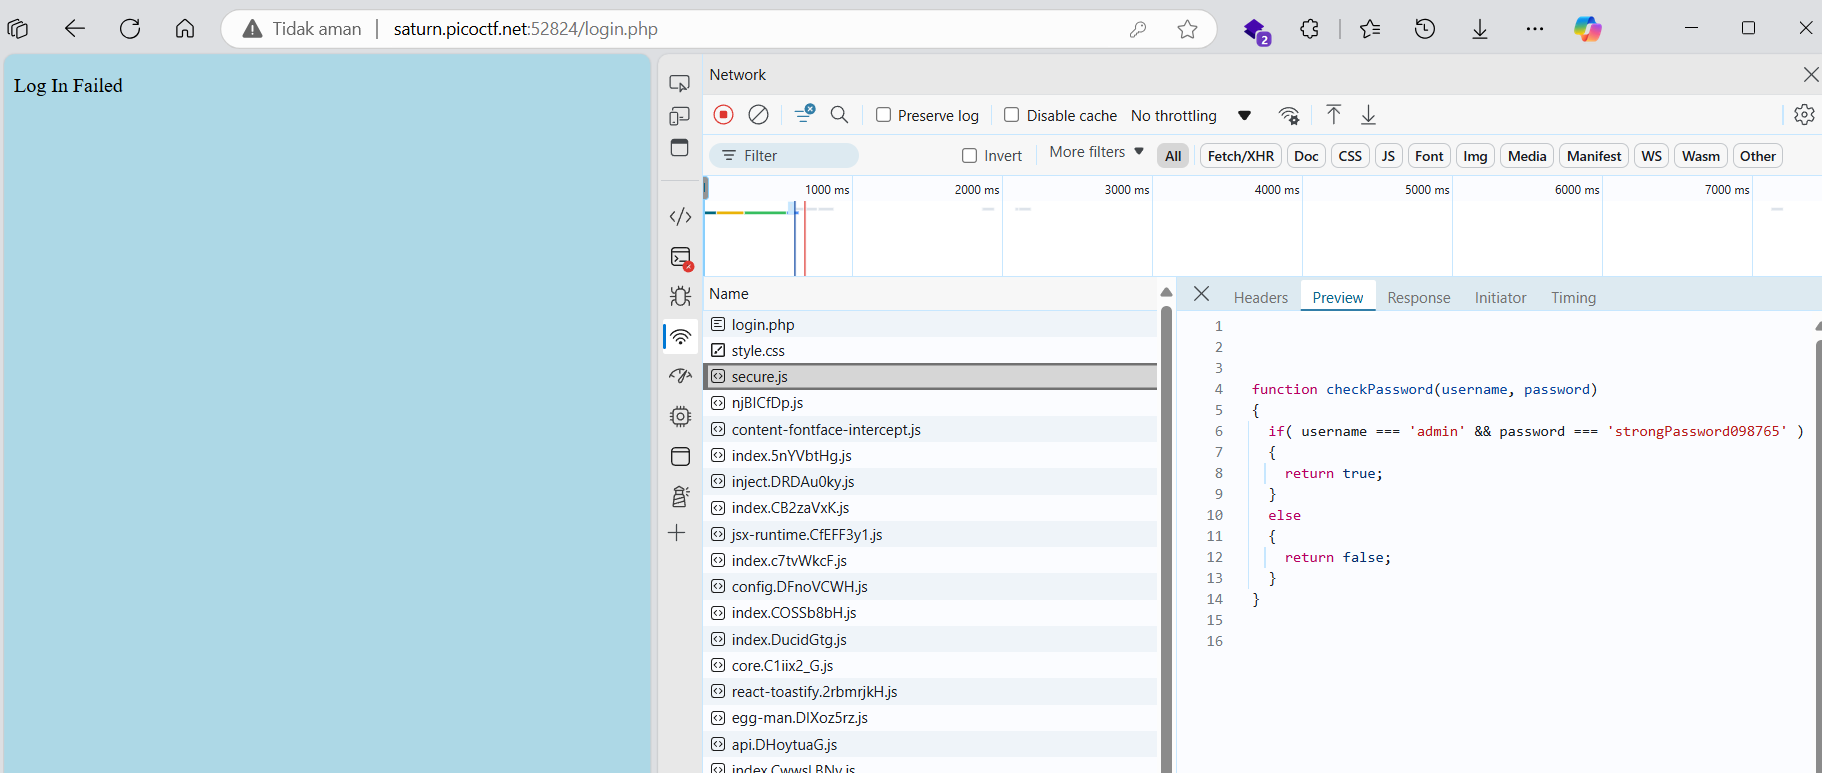 Tidak aman
saturn.picoctf.net:52824/login.php
2
Log In Failed
Network
Preserve log
Disable cache
No throttling
Filter
Invert
More filters
All
Fetch/XHR
Doc
CSS
JS
Font
Img
Media
Manifest
WS
Wasm
Other
1000 ms
2000 ms
3000 ms
4000 ms
5000 ms
6000 ms
7000 ms
Name
login.php
style.css
secure.js
njBlCfDp.js
content-fontface-intercept.js
index.5nYVbtHg.js
inject.DRDAu0ky.js
index.CB2zaVxK.js
jsx-runtime.CfEFF3y1.js
index.c7tvWkcF.js
config.DFnoVCWH.js
index.COSSb8bH.js
index.DucidGtg.js
core.C1iix2_G.js
react-toastify.2rbmrjkH.js
egg-man.DlXoz5rz.js
api.DHoytuaG.js
Headers
Preview
Response
Initiator
Timing
1
2
3
4 function checkPassword(username, password)
5 {
6 if( username === 'admin' && password === 'strongPassword098765' )
7 {
8 return true;
9 }
10 else
11 {
12 return false;
13 }
14 }
15
16